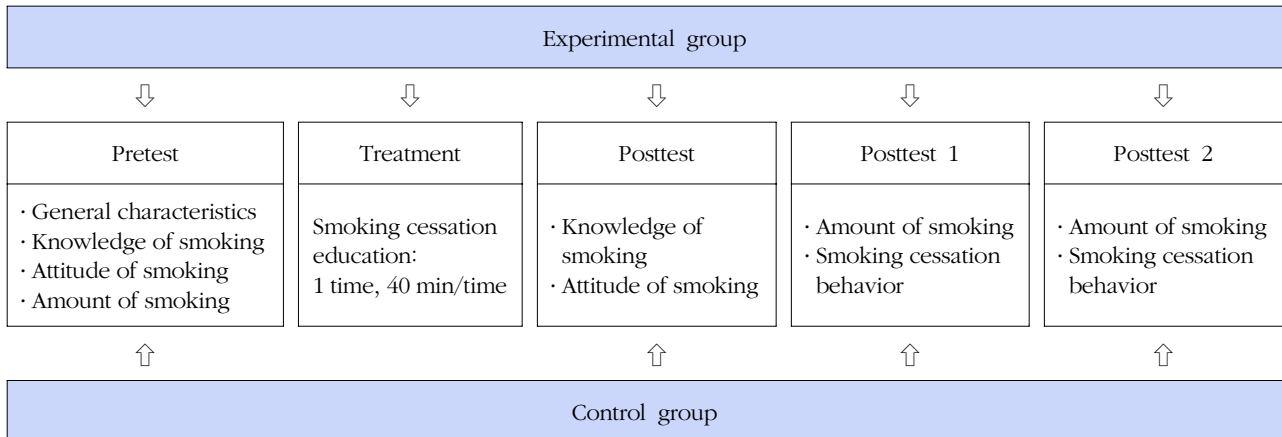 Experimental group
Pretest
· General characteristics
· Knowledge of smoking
· Attitude of smoking
· Amount of smoking
Treatment
Smoking cessation
education:
1 time, 40 min/time
Posttest
· Knowledge of
smoking
· Attitude of smoking
Posttest 1
· Amount of smoking
· Smoking cessation
behavior
Posttest 2
· Amount of smoking
· Smoking cessation
behavior
Control group